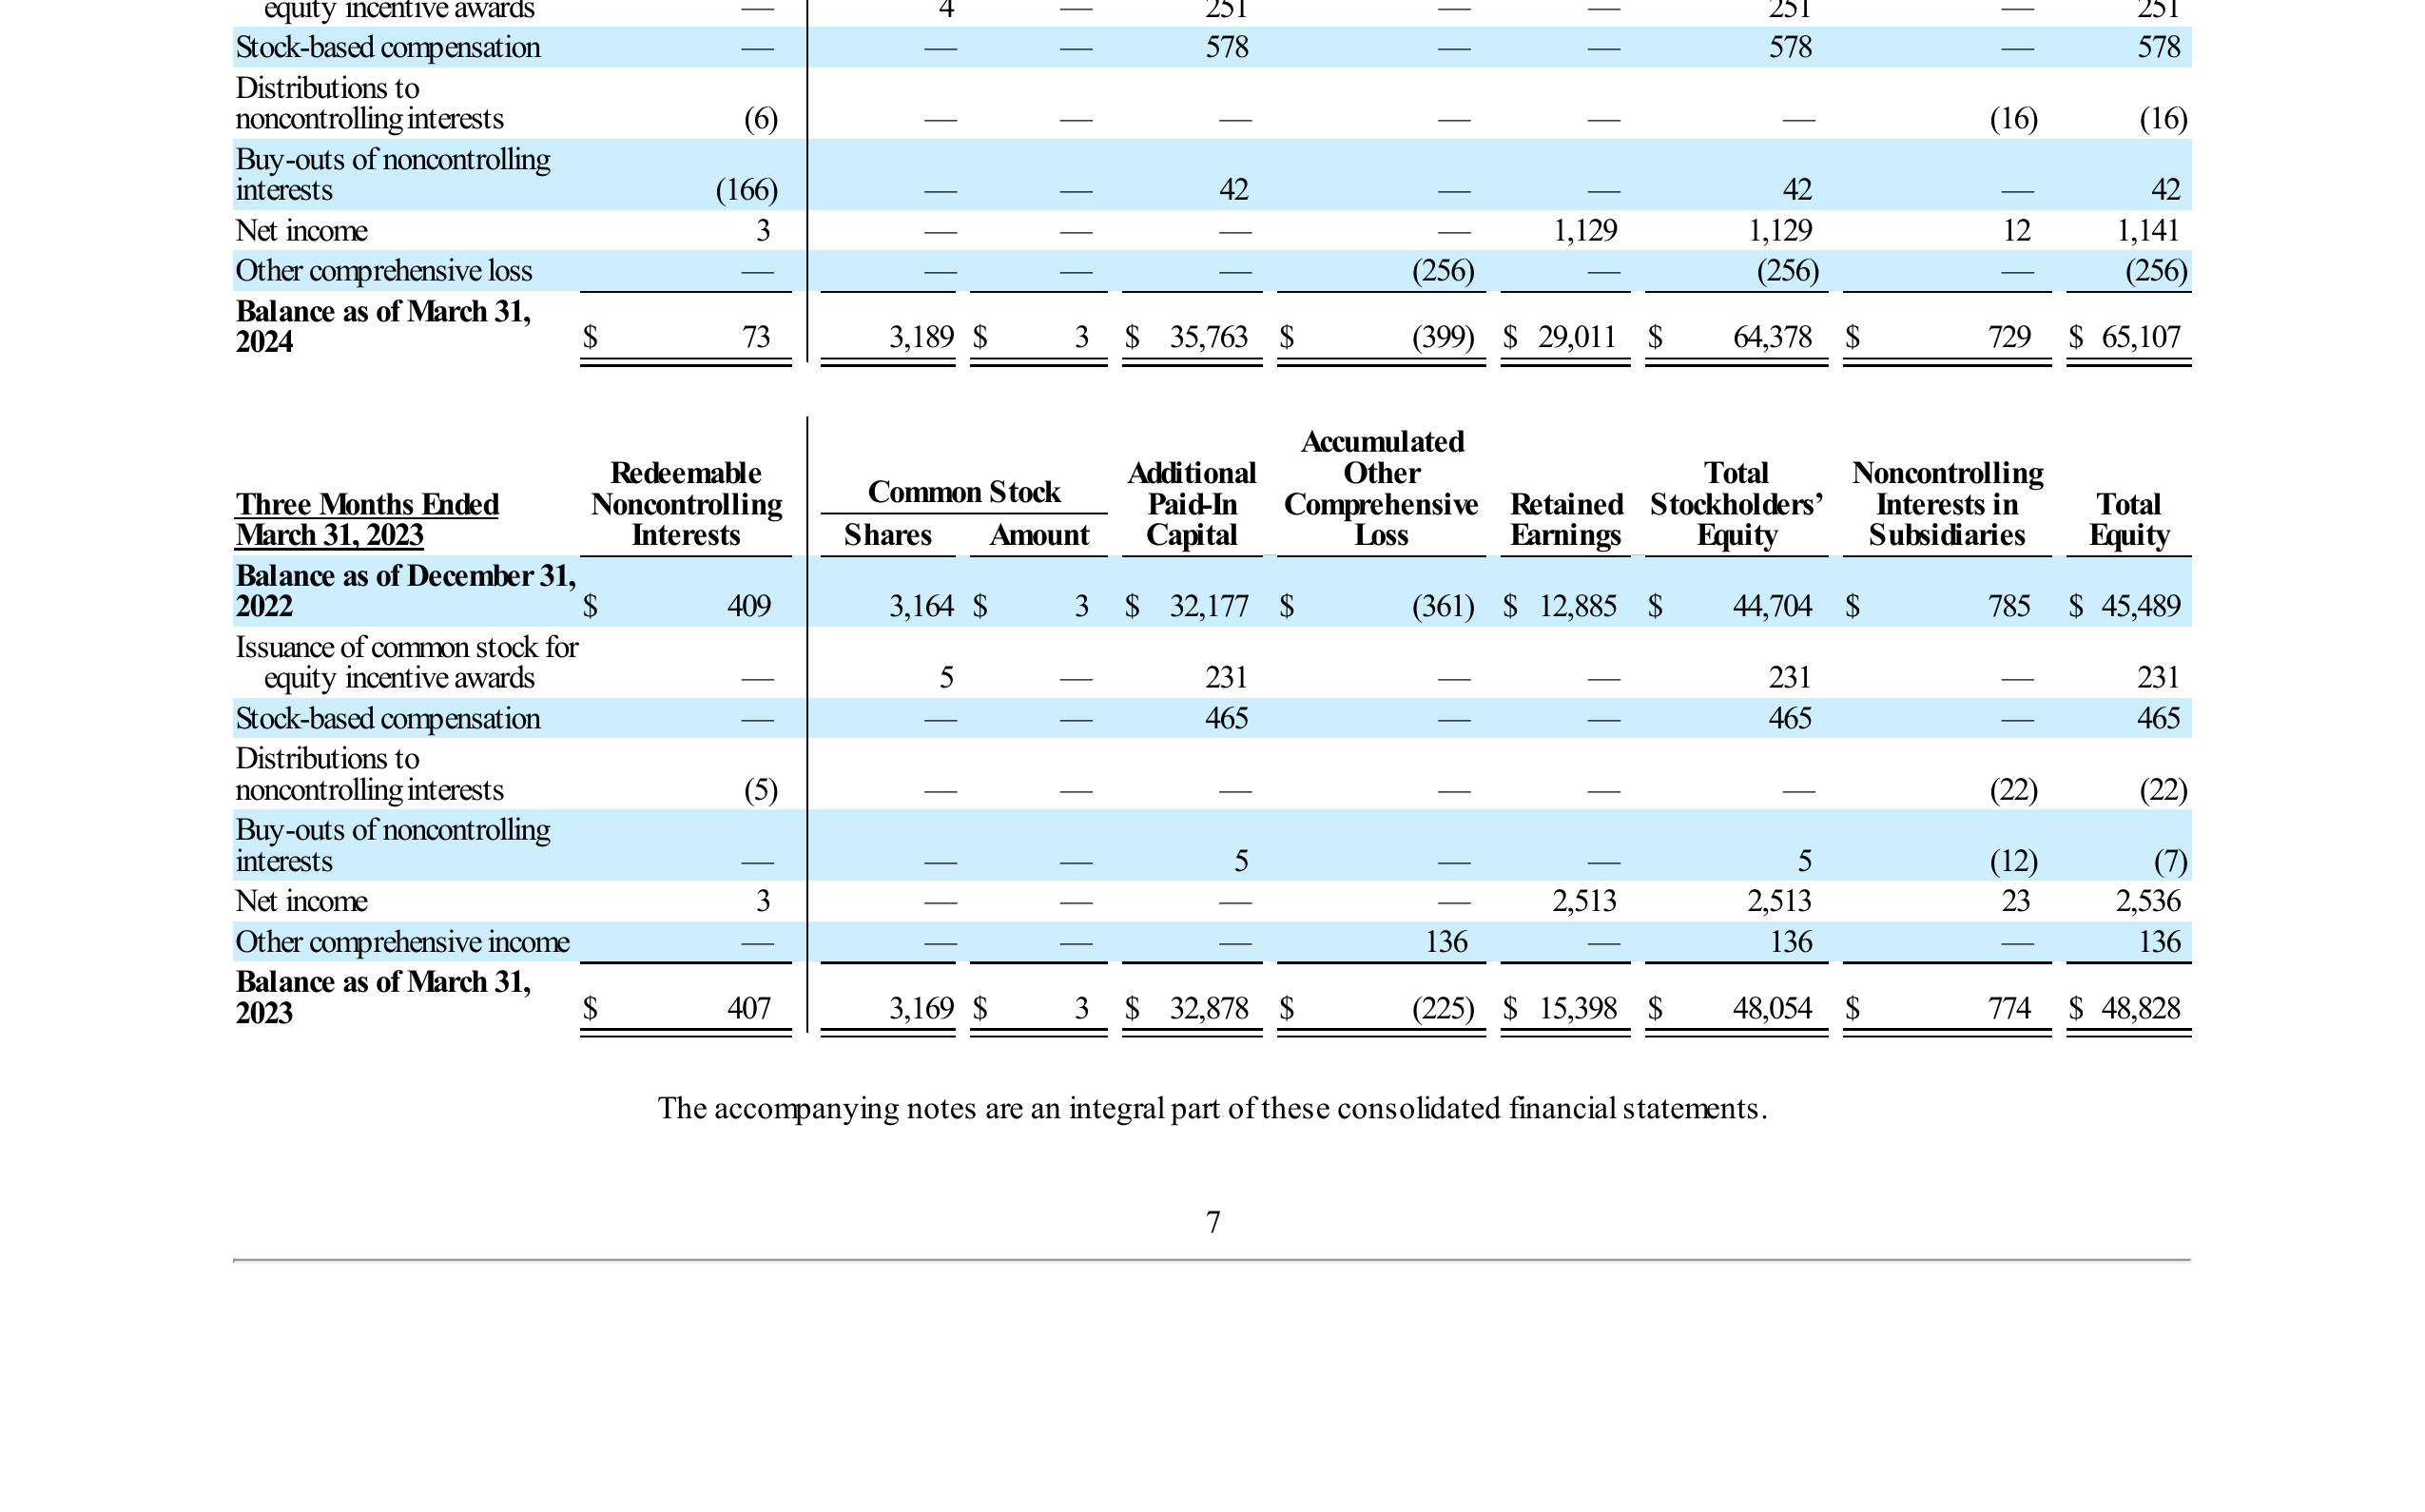 equity incentive awards — 4 — 251 — — 251 — 251
Stock-based compensation — — — 578 — — 578 — 578
Distributions to
noncontrolling interests (6) — — — — — — (16) (16)
Buy-outs of noncontrolling
interests (166) — — 42 — — 42 — 42
Net income 3 — — — — 1,129 1,129 12 1,141
Other comprehensive loss — — — — (256) — (256) — (256)
Balance as of March 31,
2024 $ 73 3,189 $ 3 $ 35,763 $ (399) $ 29,011 $ 64,378 $ 729 $ 65,107
Accumulated
Redeemable Additional Other Total Noncontrolling
Three Months Ended Noncontrolling Common Stock Paid-In Comprehensive Retained Stockholders’ Interests in Total
March 31, 2023 Interests Shares Amount Capital Loss Earnings Equity Subsidiaries Equity
Balance as of December 31,
2022 $ 409 3,164 $ 3 $ 32,177 $ (361) $ 12,885 $ 44,704 $ 785 $ 45,489
Issuance of common stock for
equity incentive awards — 5 — 231 — — 231 — 231
Stock-based compensation — — — 465 — — 465 — 465
Distributions to
noncontrolling interests (5) — — — — — — (22) (22)
Buy-outs of noncontrolling
interests — — — 5 — — 5 (12) (7)
Net income 3 — — — — 2,513 2,513 23 2,536
Other comprehensive income — — — — 136 — 136 — 136
Balance as of March 31,
2023 $ 407 3,169 $ 3 $ 32,878 $ (225) $ 15,398 $ 48,054 $ 774 $ 48,828
The accompanying notes are an integral part of these consolidated financial statements.
7